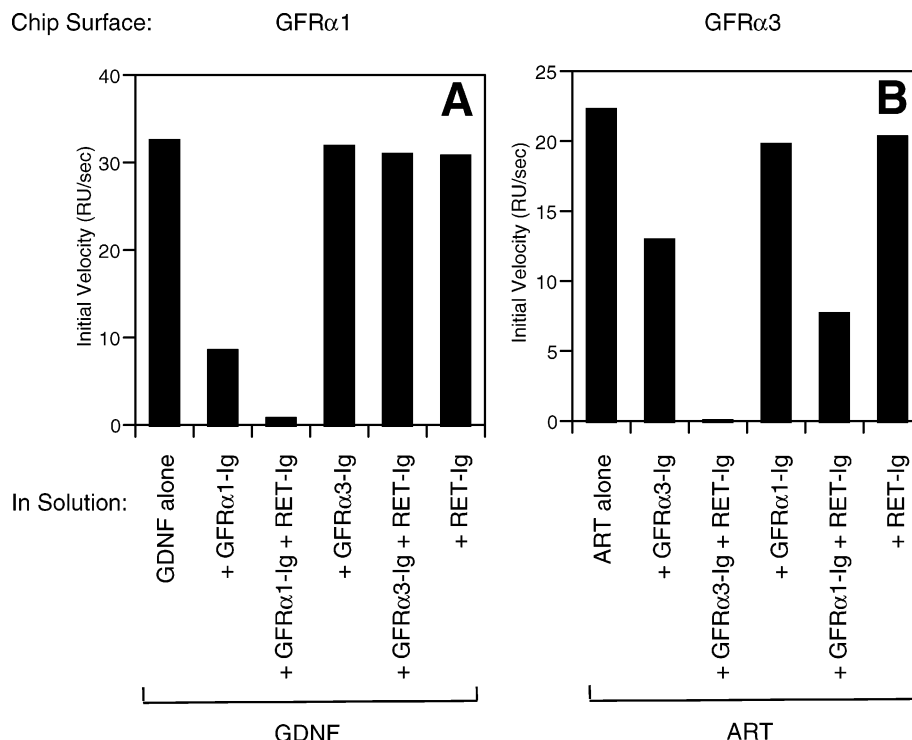 Chip Surface: GFRα1 GFRα3
A
Initial Velocity (RU/sec)
40
30
20
10
0
B
Initial Velocity (RU/sec)
25
20
15
10
5
0
In Solution:
GDNF alone
+ GFRα1-Ig
+ GFRα1-Ig + RET-Ig
+ GFRα3-Ig
+ GFRα3-Ig + RET-Ig
+ RET-Ig
GDNF
ART alone
+ GFRα3-Ig
+ GFRα3-Ig + RET-Ig
+ GFRα1-Ig
+ GFRα1-Ig + RET-Ig
+ RET-Ig
ART